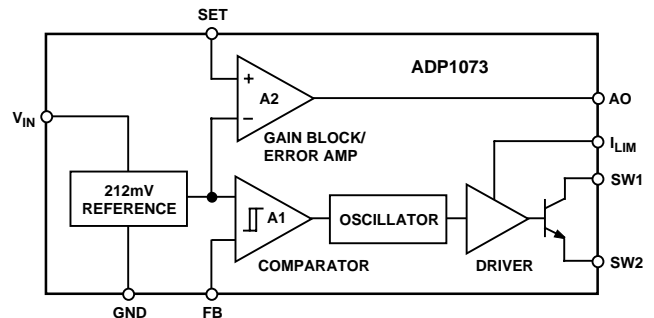 SET
ADP1073
+
A2
−
AO
V_IN
GAIN BLOCK/
ERROR AMP
I_LIM
212mV
REFERENCE
A1
OSCILLATOR
SW1
COMPARATOR
DRIVER
SW2
GND
FB